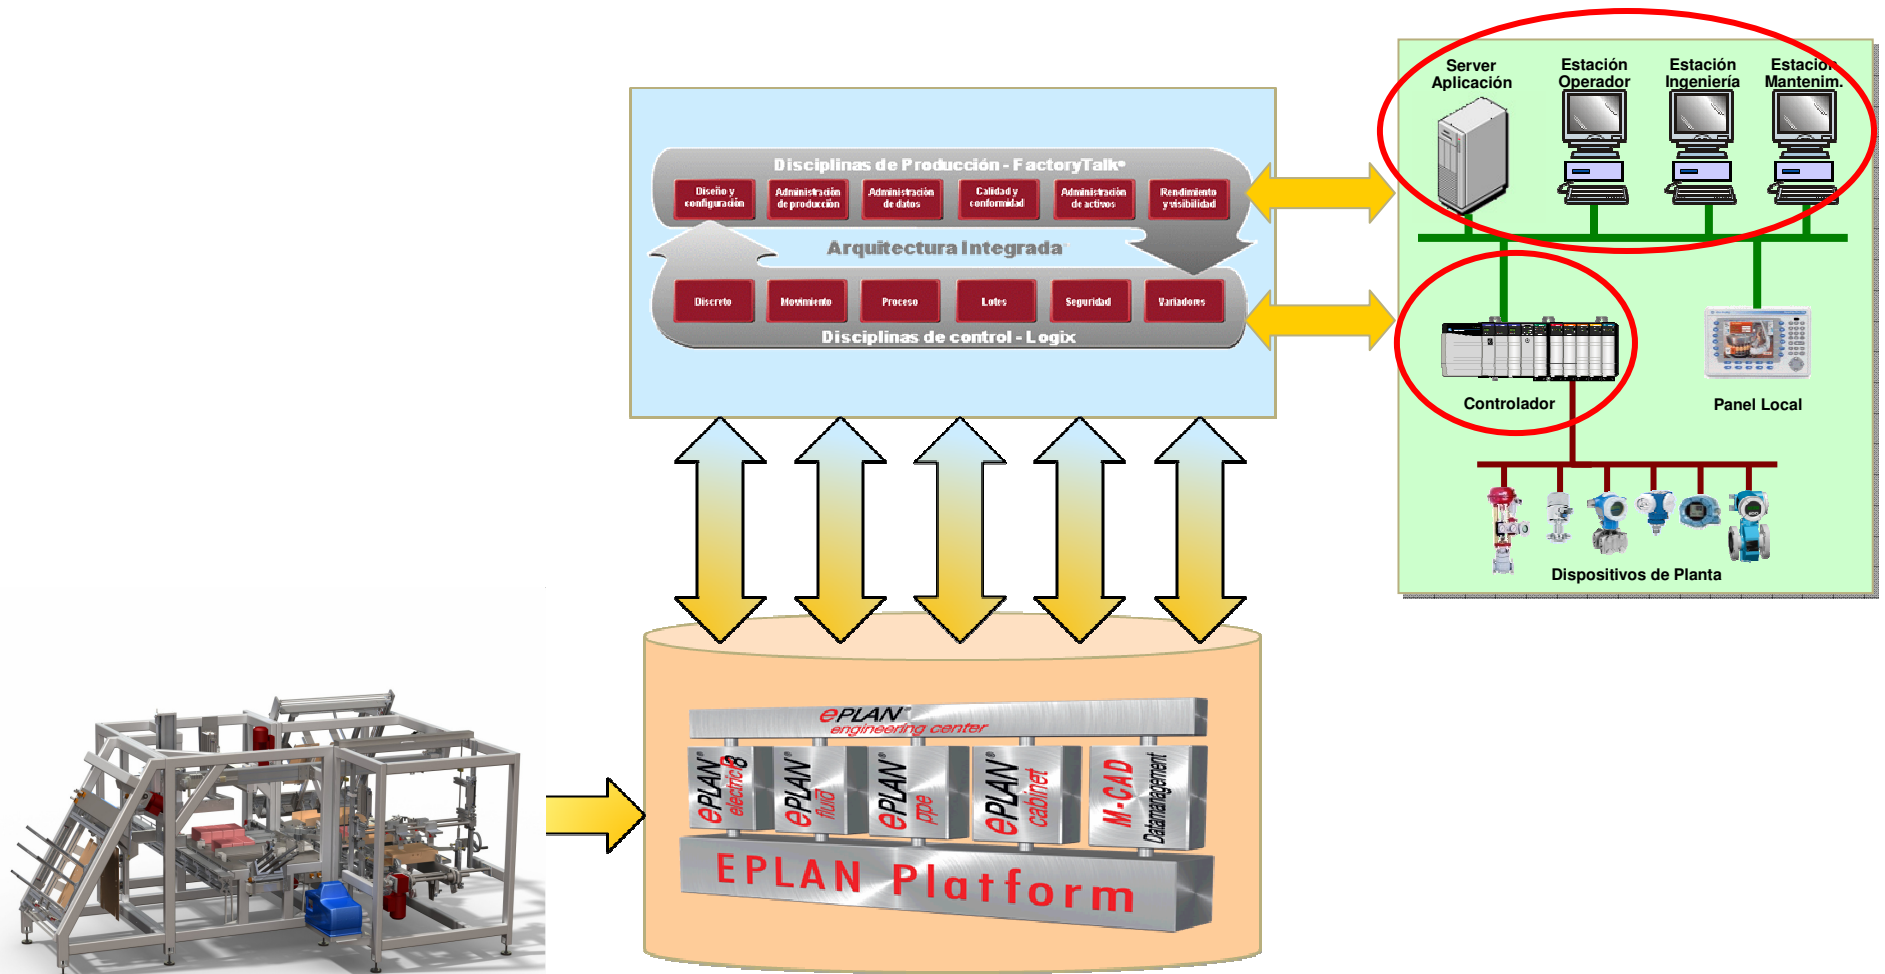 Server
Aplicación
Estación
Operador
Estación
Ingeniería
Estación
Mantenim.
Disciplinas de Producción - FactoryTalk®
Diseño y
configuración
Administración
de producción
Administración
de datos
Calidad y
conformidad
Administración
de activos
Rendimiento
y visibilidad
Arquitectura Integrada
Discreto
Movimiento
Proceso
Lotes
Seguridad
Variadores
Disciplinas de control - Logix
Controlador
Panel Local
Dispositivos de Planta
ePLAN®
engineering center
ePLAN®
electric P8
ePLAN®
fluid
ePLAN®
ppe
ePLAN®
cabinet
M-CAD
Datamanagement
EPLAN Platform